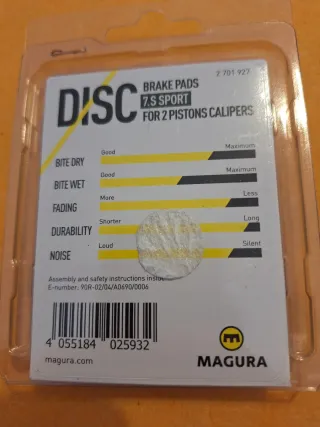 2 701 927
DISC
BRAKE PADS
7.S SPORT
FOR 2 PISTONS CALIPERS
BITE DRY Good Maximum
BITE WET Good Maximum
FADING More Less
DURABILITY Shorter Long
NOISE Loud Silent
Assembly and safety instructions
E-number: 90R-02/04/A0690/0006
4 055184 025932
magura.com
MAGURA